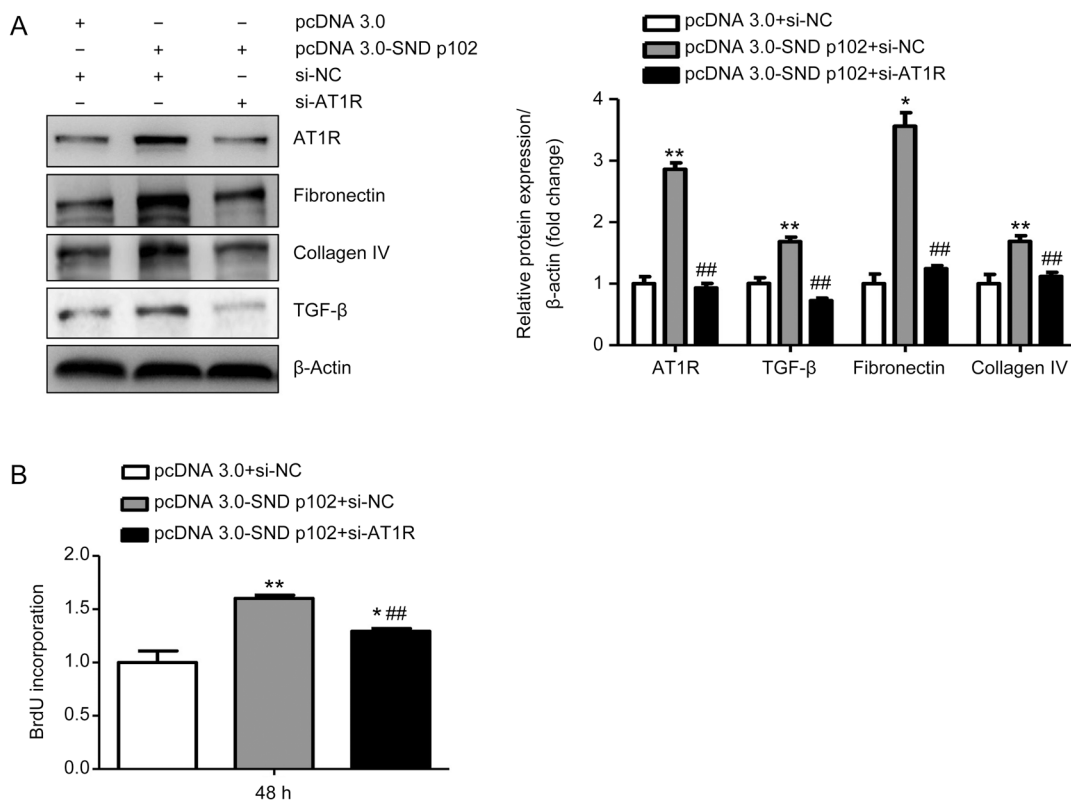 A
+ – – pcDNA 3.0
– + + pcDNA 3.0-SND p102
+ + – si-NC
– – + si-AT1R
AT1R
Fibronectin
Collagen IV
TGF-β
β-Actin
pcDNA 3.0+si-NC
pcDNA 3.0-SND p102+si-NC
pcDNA 3.0-SND p102+si-AT1R
Relative protein expression/
β-actin (fold change)
4
3
2
1
0
** ## ** ## * ## ** ##
AT1R TGF-β Fibronectin Collagen IV
B
pcDNA 3.0+si-NC
pcDNA 3.0-SND p102+si-NC
pcDNA 3.0-SND p102+si-AT1R
BrdU incorporation
2.0
1.5
1.0
0.5
0.0
** * ##
48 h